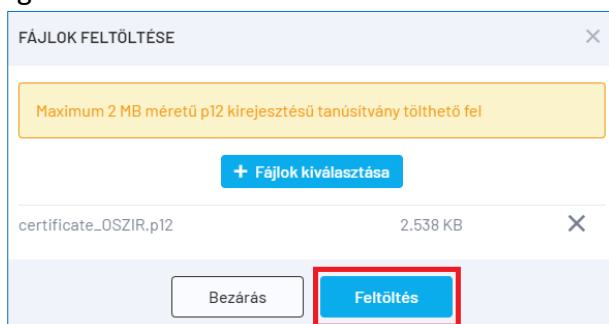 FÁJLOK FELTÖLTÉSE
Maximum 2 MB méretű p12 kirejesztésű tanúsítvány tölthető fel
+ Fájlok kiválasztása
certificate_OSZIR.p12 2.538 KB
Bezárás Feltöltés